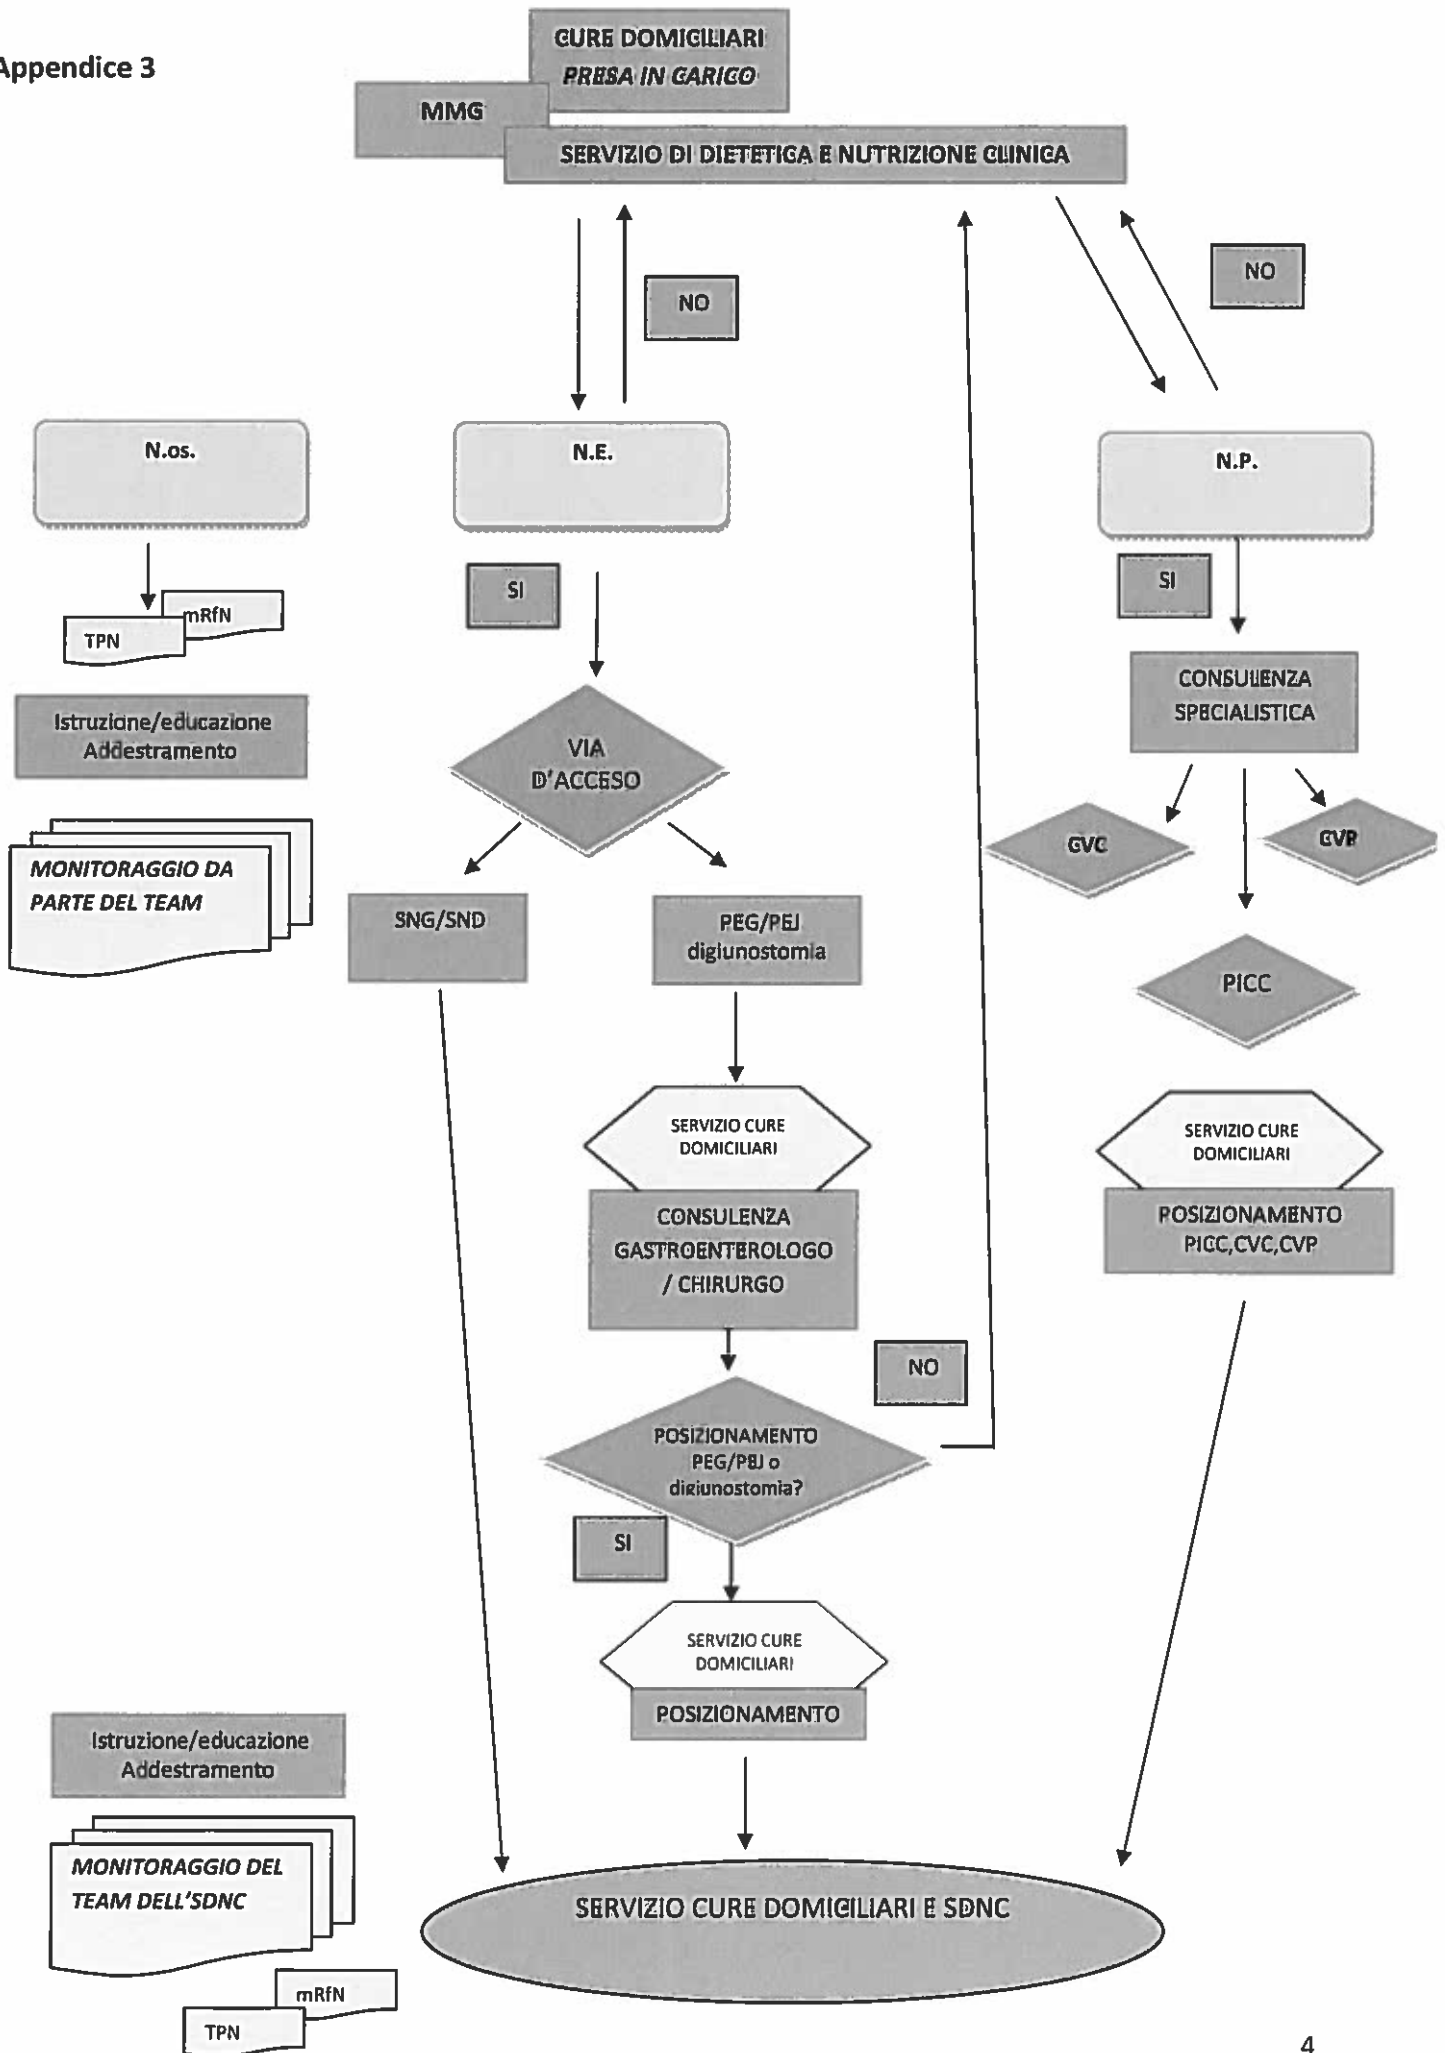 Appendice 3
CURE DOMICILIARI
PRESA IN CARICO
MMG
SERVIZIO DI DIETETICA E NUTRIZIONE CLINICA
NO
NO
N.os.
N.E.
N.P.
SI
SI
mRfN
TPN
CONSULENZA
SPECIALISTICA
Istruzione/educazione
Addestramento
VIA
D'ACCESO
CVC
CVP
MONITORAGGIO DA
PARTE DEL TEAM
SNG/SND
PEG/PEJ
digiunostomia
PICC
SERVIZIO CURE
DOMICILIARI
SERVIZIO CURE
DOMICILIARI
CONSULENZA
GASTROENTEROLOGO
/ CHIRURGO
POSIZIONAMENTO
PICC,CVC,CVP
NO
POSIZIONAMENTO
PEG/PEJ o
digiunostomia?
SI
SERVIZIO CURE
DOMICILIARI
POSIZIONAMENTO
Istruzione/educazione
Addestramento
MONITORAGGIO DEL
TEAM DELL'SDNC
SERVIZIO CURE DOMICILIARI E SDNC
mRfN
TPN
4